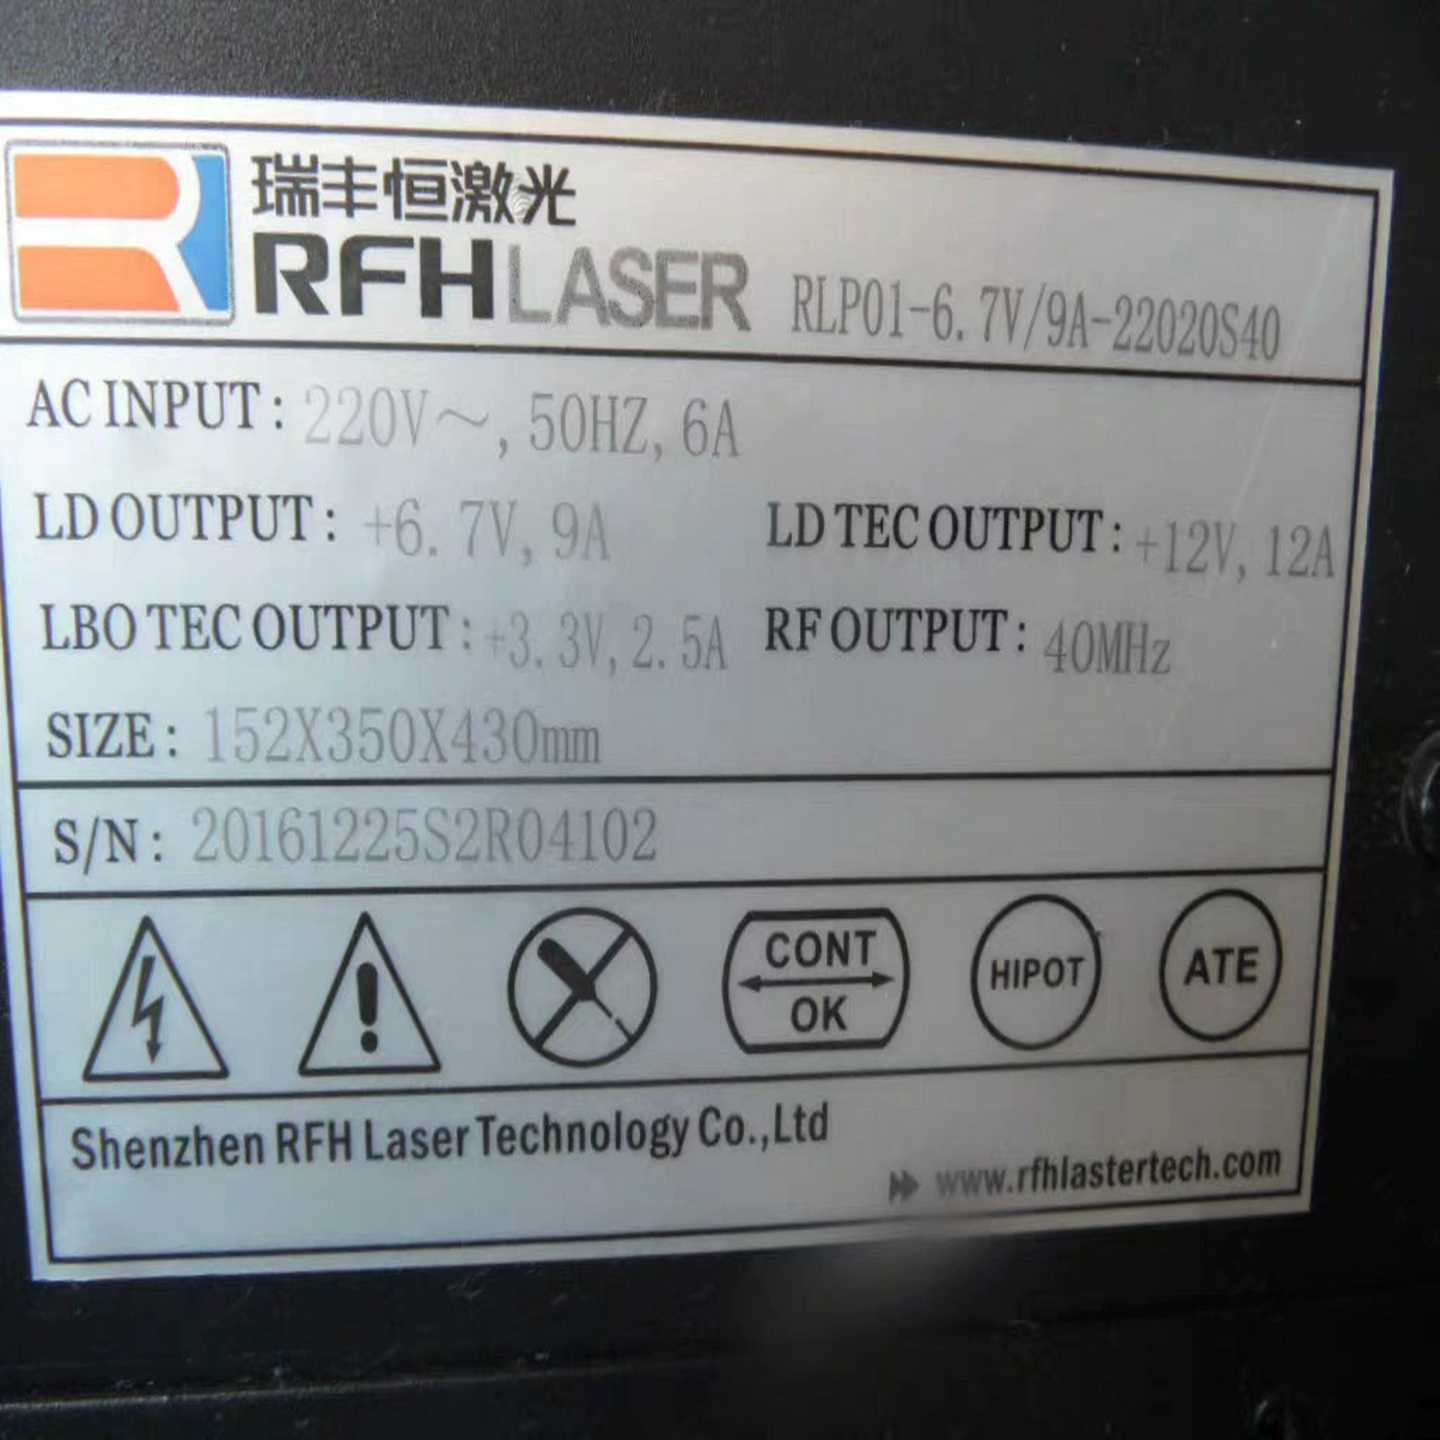 瑞丰恒激光
RFHLASER RLP01-6.7V/9A-22020S40
AC INPUT: 220V～, 50HZ, 6A
LD OUTPUT: +6.7V, 9A LD TEC OUTPUT: +12V, 12A
LBO TEC OUTPUT: +3.3V, 2.5A RF OUTPUT: 40MHz
SIZE: 152X350X430mm
S/N: 20161225S2R04102
CONT
OK
HIPOT
ATE
Shenzhen RFH Laser Technology Co.,Ltd
www.rfhlastertech.com